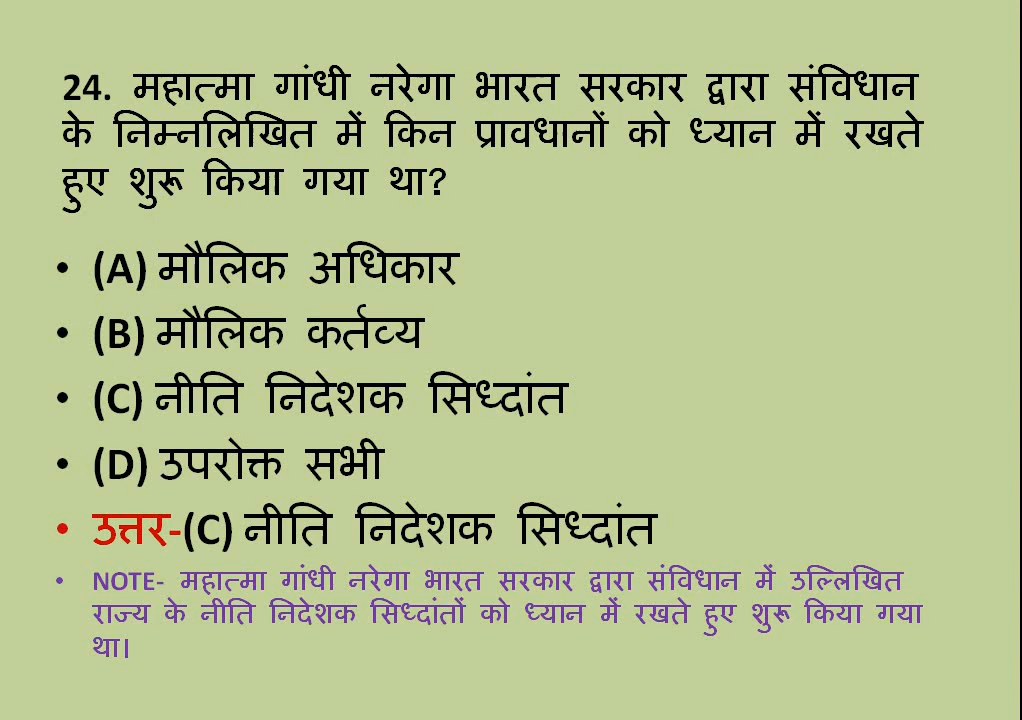 24. महात्मा गांधी नरेगा भारत सरकार द्वारा संविधान
के निम्नलिखित में किन प्रावधानों को ध्यान में रखते
हुए शुरू किया गया था?
• (A) मौलिक अधिकार
• (B) मौलिक कर्तव्य
• (C) नीति निदेशक सिध्दांत
• (D) उपरोक्त सभी
• उत्तर-(C) नीति निदेशक सिध्दांत
• NOTE- महात्मा गांधी नरेगा भारत सरकार द्वारा संविधान में उल्लिखित
राज्य के नीति निदेशक सिध्दांतों को ध्यान में रखते हुए शुरू किया गया
था।